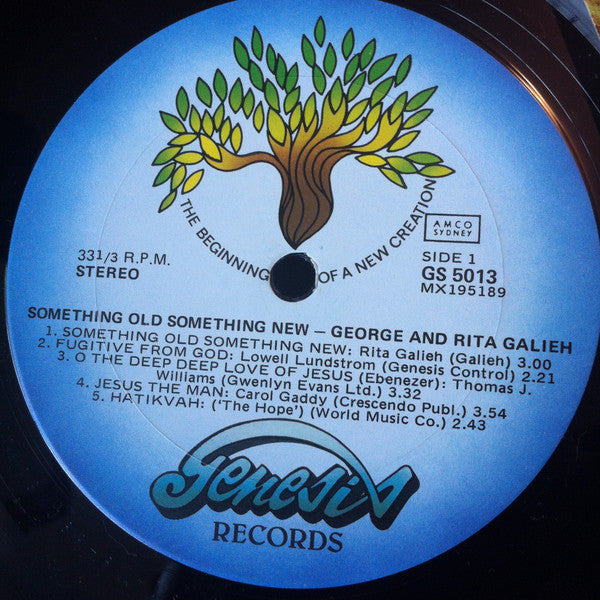 THE BEGINNING OF A NEW CREATION
AMCO
SYDNEY
33 1/3 R.P.M.
STEREO
SIDE 1
GS 5013
MX195189
SOMETHING OLD SOMETHING NEW – GEORGE AND RITA GALIEH
1. SOMETHING OLD SOMETHING NEW: Rita Galieh (Galieh) 3.00
2. FUGITIVE FROM GOD: Lowell Lundstrom (Genesis Control) 2.21
3. O THE DEEP DEEP LOVE OF JESUS (Ebenezer): Thomas J.
Williams (Gwenlyn Evans Ltd.) 3.32
4. JESUS THE MAN: Carol Gaddy (Crescendo Publ.) 3.54
5. HATIKVAH: ('The Hope') (World Music Co.) 2.43
Genesis
RECORDS